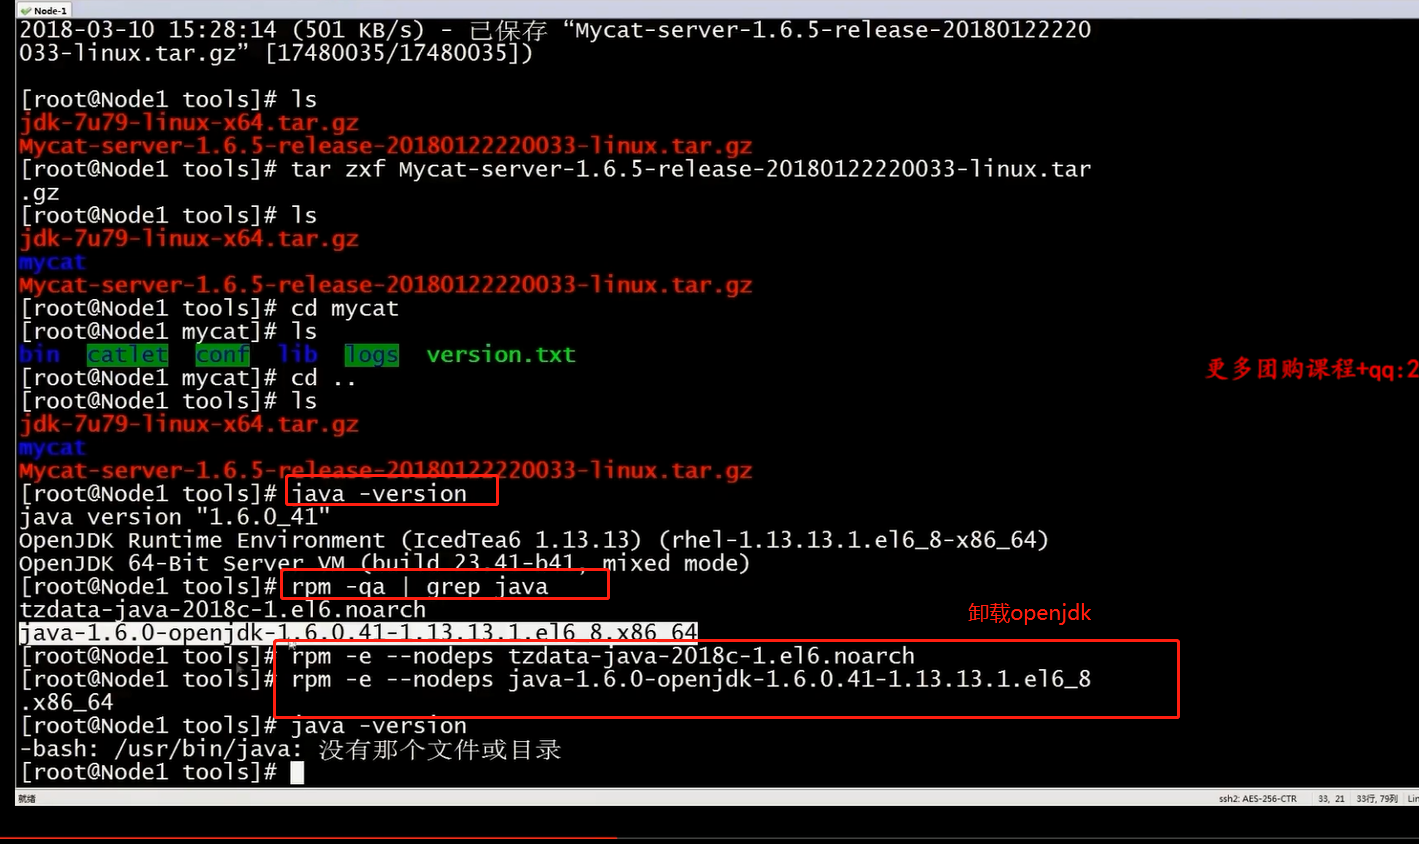 Node-1
2018-03-10 15:28:14 (501 KB/s) - 已保存 “Mycat-server-1.6.5-release-20180122220
033-linux.tar.gz” [17480035/17480035])
[root@Node1 tools]# ls
jdk-7u79-linux-x64.tar.gz
Mycat-server-1.6.5-release-20180122220033-linux.tar.gz
[root@Node1 tools]# tar zxf Mycat-server-1.6.5-release-20180122220033-linux.tar
.gz
[root@Node1 tools]# ls
jdk-7u79-linux-x64.tar.gz
mycat
Mycat-server-1.6.5-release-20180122220033-linux.tar.gz
[root@Node1 tools]# cd mycat
[root@Node1 mycat]# ls
bin catlet conf lib logs version.txt
[root@Node1 mycat]# cd ..
更多团购课程+qq:2
[root@Node1 tools]# ls
jdk-7u79-linux-x64.tar.gz
mycat
Mycat-server-1.6.5-release-20180122220033-linux.tar.gz
[root@Node1 tools]# java -version
java version "1.6.0_41"
OpenJDK Runtime Environment (IcedTea6 1.13.13) (rhel-1.13.13.1.el6_8-x86_64)
OpenJDK 64-Bit Server VM (build 23.41-b41, mixed mode)
[root@Node1 tools]# rpm -qa | grep java
tzdata-java-2018c-1.el6.noarch
卸载openjdk
java-1.6.0-openjdk-1.6.0.41-1.13.13.1.el6_8.x86_64
[root@Node1 tools]# rpm -e --nodeps tzdata-java-2018c-1.el6.noarch
[root@Node1 tools]# rpm -e --nodeps java-1.6.0-openjdk-1.6.0.41-1.13.13.1.el6_8
.x86_64
[root@Node1 tools]# java -version
-bash: /usr/bin/java: 没有那个文件或目录
[root@Node1 tools]#
就绪 ssh2: AES-256-CTR 33, 21 33行, 79列 Lin